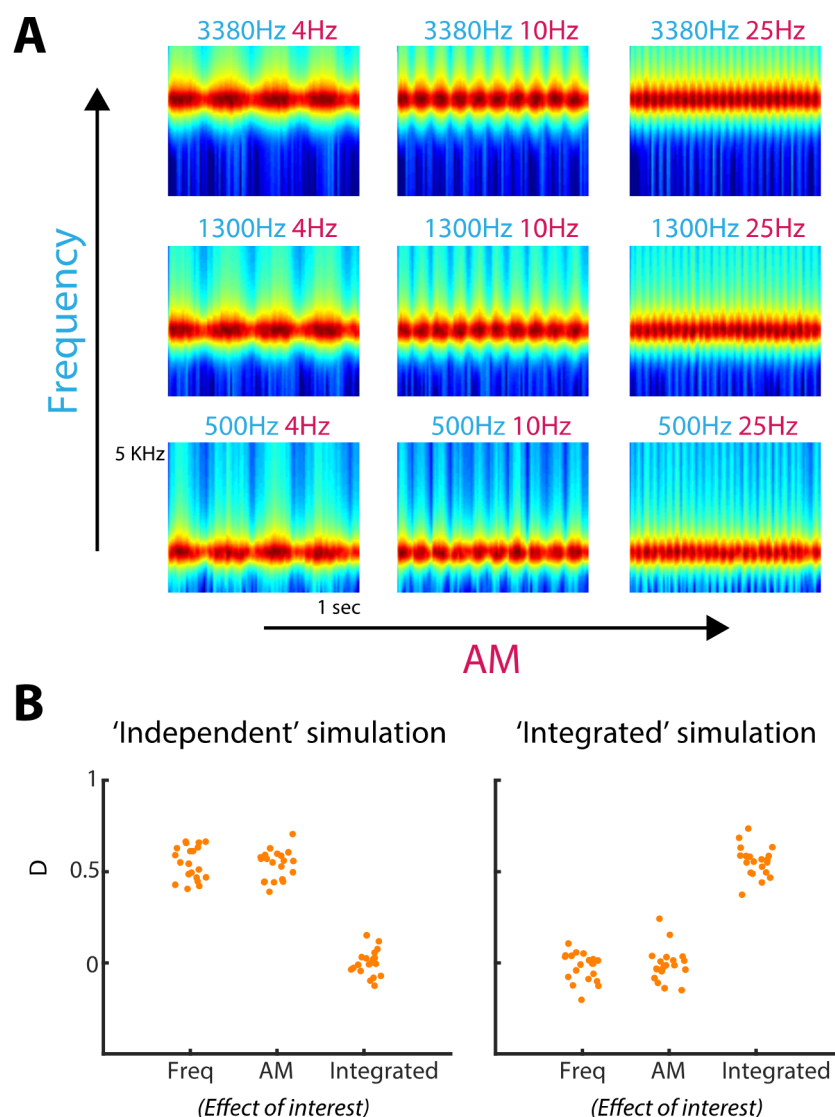 A
3380Hz 4Hz
3380Hz 10Hz
3380Hz 25Hz
Frequency
1300Hz 4Hz
1300Hz 10Hz
1300Hz 25Hz
500Hz 4Hz
500Hz 10Hz
500Hz 25Hz
5 KHz
1 sec
AM
B
'Independent' simulation
'Integrated' simulation
1
D
0.5
0
Freq
AM
Integrated
Freq
AM
Integrated
(Effect of interest)
(Effect of interest)